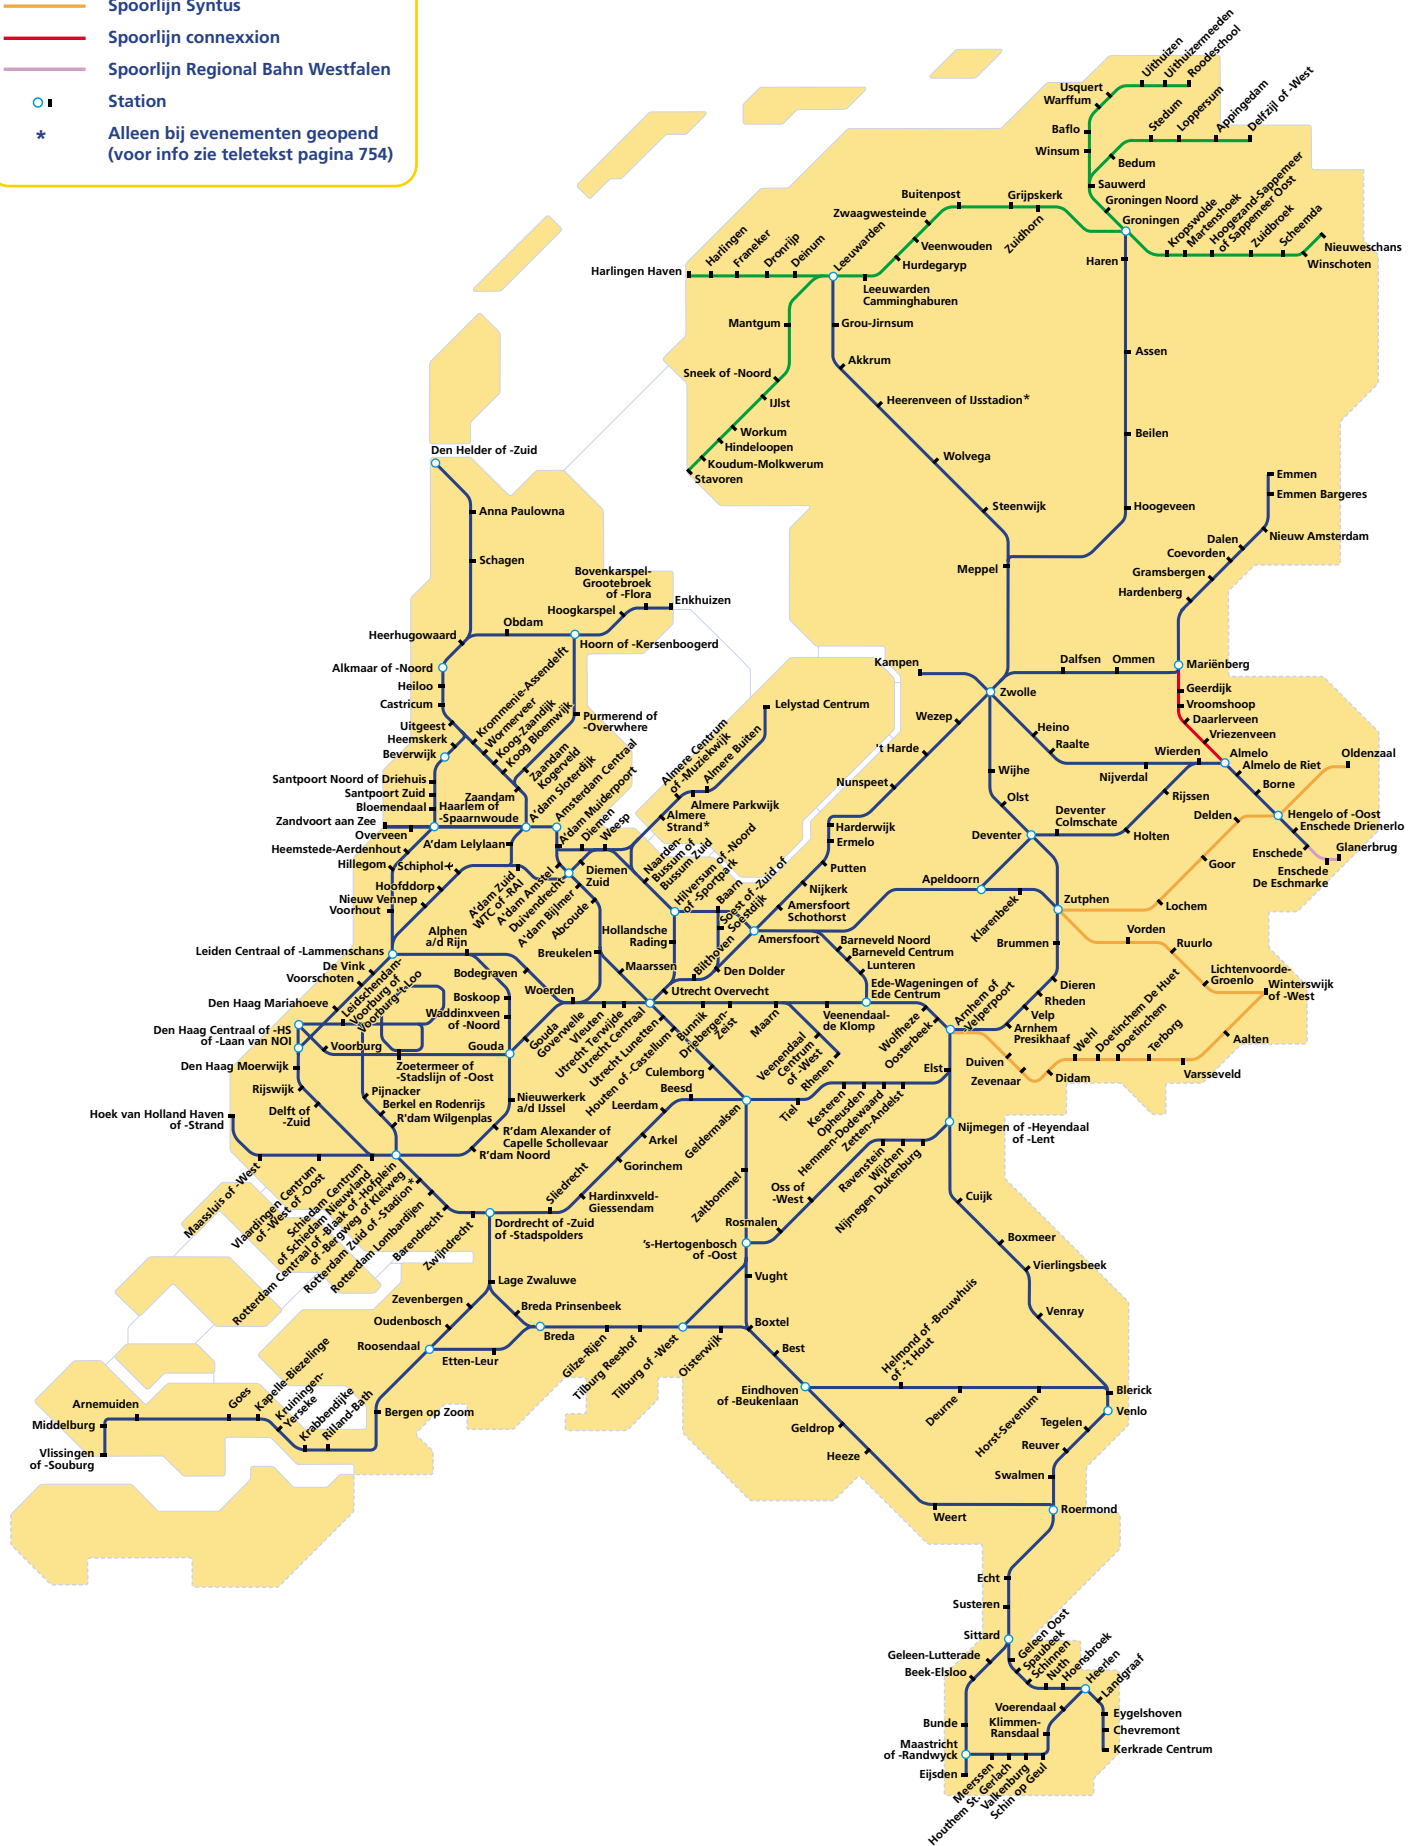 Spoorlijn Syntus
Spoorlijn connexxion
Spoorlijn Regional Bahn Westfalen
Station
*
Alleen bij evenementen geopend
(voor info zie teletekst pagina 754)
Uithuizen
Uithuizermeeden
Roodeschool
Usquert
Warffum
Baflo
Winsum
Stedum
Loppersum
Appingedam
Delfzijl of -West
Bedum
Sauwerd
Groningen Noord
Groningen
Kropswolde
Martenshoek
Hoogezand-Sappemeer
of Sappemeer Oost
Zuidbroek
Scheemda
Nieuweschans
Winschoten
Haren
Buitenpost
Grijpskerk
Zuidhorn
Zwaagwesteinde
Veenwouden
Hurdegaryp
Leeuwarden
Leeuwarden
Camminghaburen
Harlingen Haven
Harlingen
Franeker
Dronrijp
Deinum
Mantgum
Sneek of -Noord
IJlst
Workum
Hindeloopen
Koudum-Molkwerum
Stavoren
Grou-Jirnsum
Akkrum
Heerenveen of IJsstadion*
Wolvega
Steenwijk
Meppel
Assen
Beilen
Hoogeveen
Emmen
Emmen Bargeres
Nieuw Amsterdam
Dalen
Coevorden
Gramsbergen
Hardenberg
Mariënberg
Geerdijk
Vroomshoop
Daarlerveen
Vriezenveen
Almelo
Almelo de Riet
Borne
Oldenzaal
Hengelo of -Oost
Enschede Drienerlo
Glanerbrug
Enschede
Enschede
De Eschmarke
Delden
Goor
Lochem
Wierden
Nijverdal
Rijssen
Holten
Deventer
Colmschate
Deventer
Raalte
Heino
Dalfsen
Ommen
Zwolle
Kampen
Wezep
't Harde
Nunspeet
Harderwijk
Ermelo
Putten
Nijkerk
Amersfoort
Schothorst
Amersfoort
Wijhe
Olst
Apeldoorn
Klarenbeek
Zutphen
Brummen
Dieren
Rheden
Velp
Arnhem
Presikhaaf
Arnhem of
-Velperpoort
Vorden
Ruurlo
Lichtenvoorde-
Groenlo
Winterswijk
of -West
Aalten
Varsseveld
Terborg
Doetinchem
Doetinchem De Huet
Wehl
Didam
Zevenaar
Duiven
Den Helder of -Zuid
Anna Paulowna
Schagen
Heerhugowaard
Obdam
Hoogkarspel
Bovenkarspel-
Grootebroek
of -Flora
Enkhuizen
Hoorn of -Kersenboogerd
Purmerend of
-Overwhere
Alkmaar of -Noord
Heiloo
Castricum
Uitgeest
Heemskerk
Beverwijk
Krommenie-Assendelft
Wormerveer
Koog-Zaandijk
Koog Bloemwijk
Zaandam
Kogerveld
Zaandam
A'dam Sloterdijk
Amsterdam Centraal
A'dam Muiderpoort
Diemen
Weesp
Santpoort Noord of Driehuis
Santpoort Zuid
Bloemendaal
Haarlem of
-Spaarnwoude
Zandvoort aan Zee
Overveen
Heemstede-Aerdenhout
Hillegom
Schiphol
A'dam Lelylaan
Hoofddorp
Nieuw Vennep
Voorhout
A'dam Zuid
WTC of -RAI
A'dam Amstel
Duivendrecht
A'dam Bijlmer
Abcoude
Diemen
Zuid
Almere Centrum
of -Muziekwijk
Almere Buiten
Lelystad Centrum
Almere Parkwijk
Almere
Strand*
Naarden-
Bussum of
Bussum Zuid
Hilversum of -Noord
of -Sportpark
Baarn
Soest of -Zuid of
Soestdijk
Hollandsche
Rading
Bilthoven
Den Dolder
Utrecht Overvecht
Breukelen
Maarssen
Leiden Centraal of -Lammenschans
Alphen
a/d Rijn
Bodegraven
Woerden
De Vink
Voorschoten
Den Haag Mariahoeve
Leidschendam-
Voorburg of
Voorburg-'t Loo
Den Haag Centraal of -HS
of -Laan van NOI
Voorburg
Zoetermeer of
-Stadslijn of -Oost
Boskoop
Waddinxveen
of -Noord
Gouda
Gouda
Goverwelle
Vleuten
Utrecht Terwijde
Utrecht Centraal
Utrecht Lunetten
Houten of -Castellum
Bunnik
Driebergen-
Zeist
Maarn
Veenendaal-
de Klomp
Veenendaal
Centrum
of -West
Rhenen
Barneveld Noord
Barneveld Centrum
Lunteren
Ede-Wageningen of
Ede Centrum
Wolfheze
Oosterbeek
Elst
Den Haag Moerwijk
Rijswijk
Delft of
-Zuid
Pijnacker
Berkel en Rodenrijs
R'dam Wilgenplas
Nieuwerkerk
a/d IJssel
R'dam Alexander of
Capelle Schollevaar
R'dam Noord
Hoek van Holland Haven
of -Strand
Maassluis of -West
Vlaardingen Centrum
of -West of -Oost
Schiedam Centrum
of Schiedam Nieuwland
Rotterdam Centraal of -Blaak of -Hofplein
of -Bergweg of Kleiweg
Rotterdam Zuid of -Stadion*
Rotterdam Lombardijen
Barendrecht
Zwijndrecht
Dordrecht of -Zuid
of -Stadspolders
Sliedrecht
Hardinxveld-
Giessendam
Gorinchem
Arkel
Leerdam
Beesd
Culemborg
Geldermalsen
Tiel
Kesteren
Opheusden
Hemmen-Dodewaard
Zetten-Andelst
Nijmegen of -Heyendaal
of -Lent
Ravenstein
Wijchen
Nijmegen Dukenburg
Oss of
-West
Rosmalen
Zaltbommel
's-Hertogenbosch
of -Oost
Vught
Boxtel
Best
Oisterwijk
Tilburg of -West
Tilburg Reeshof
Gilze-Rijen
Breda
Breda Prinsenbeek
Lage Zwaluwe
Zevenbergen
Oudenbosch
Roosendaal
Etten-Leur
Bergen op Zoom
Rilland-Bath
Krabbendijke
Kruiningen-
Yerseke
Kapelle-Biezelinge
Goes
Arnemuiden
Middelburg
Vlissingen
of -Souburg
Cuijk
Boxmeer
Vierlingsbeek
Venray
Blerick
Venlo
Tegelen
Reuver
Swalmen
Roermond
Eindhoven
of -Beukenlaan
Helmond of -Brouwhuis
of -'t Hout
Deurne
Horst-Sevenum
Geldrop
Heeze
Weert
Echt
Susteren
Sittard
Geleen Oost
Spaubeek
Schinnen
Nuth
Hoensbroek
Heerlen
Landgraaf
Eygelshoven
Chevremont
Kerkrade Centrum
Geleen-Lutterade
Beek-Elsloo
Voerendaal
Klimmen-
Ransdaal
Bunde
Maastricht
of -Randwyck
Eijsden
Meerssen
Houthem St. Gerlach
Valkenburg
Schin op Geul